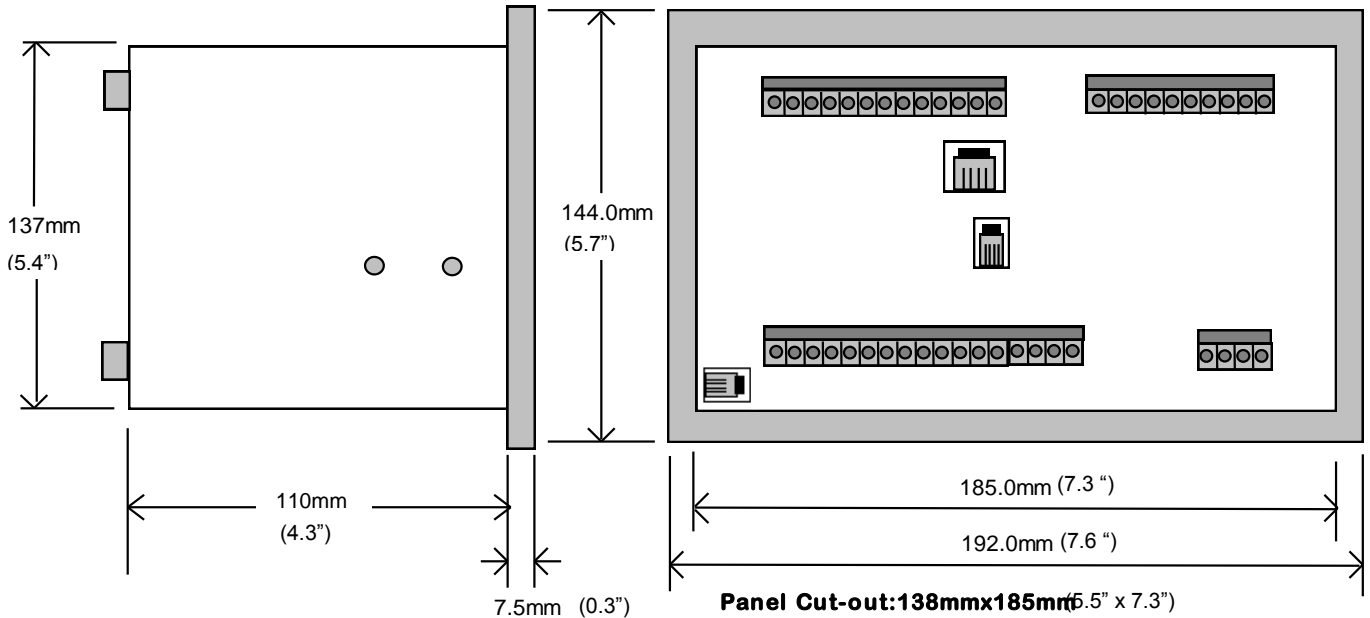 137mm
(5.4”)
144.0mm
(5.7”)
110mm
(4.3”)
185.0mm (7.3 “)
192.0mm (7.6 “)
7.5mm (0.3”)
Panel Cut-out:138mmx185mm(5.5" x 7.3”)